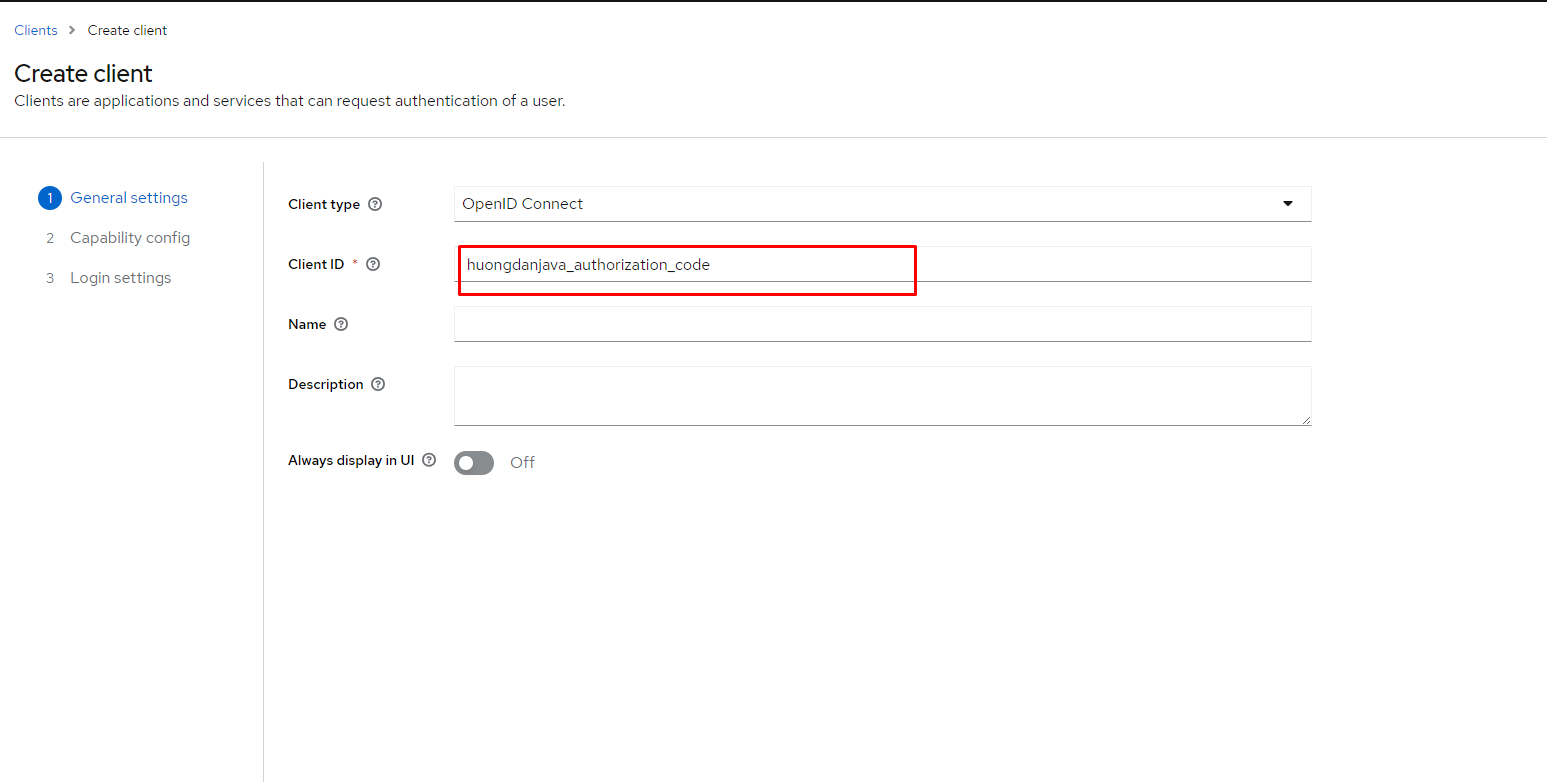 Clients > Create client
Create client
Clients are applications and services that can request authentication of a user.
1 General settings
2 Capability config
3 Login settings
Client type ? OpenID Connect
Client ID * ? huongdanjava_authorization_code
Name ?
Description ?
Always display in UI ? Off